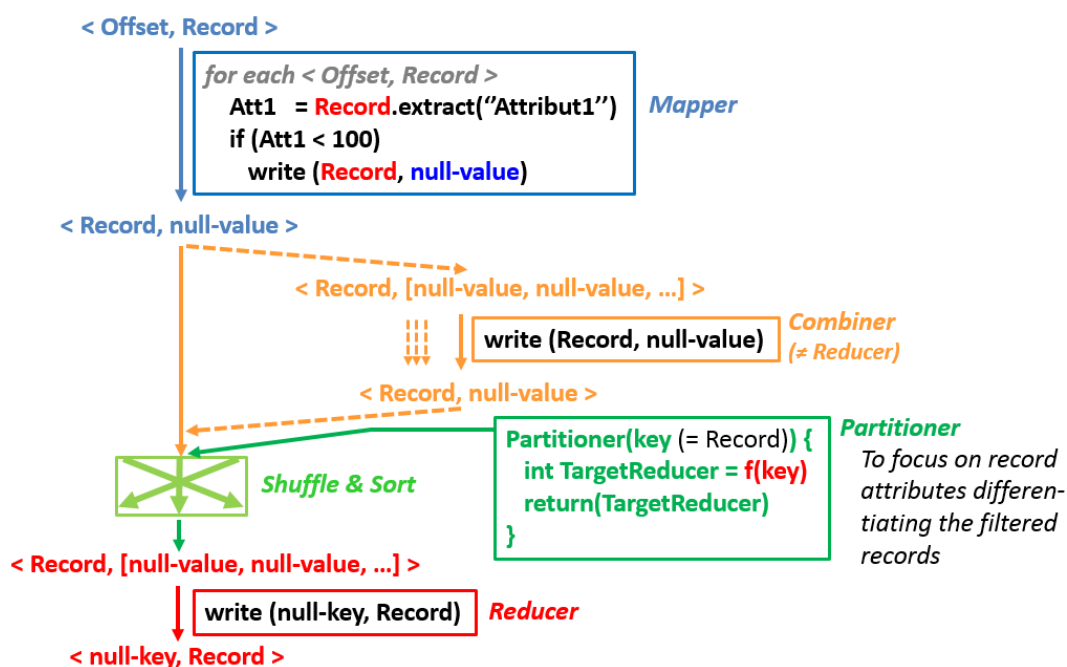 < Offset, Record >
for each < Offset, Record >
Att1 = Record.extract(‘’Attribut1’’)
if (Att1 < 100)
write (Record, null-value)
Mapper
< Record, null-value >
< Record, [null-value, null-value, ...] >
write (Record, null-value)
Combiner
(≠ Reducer)
< Record, null-value >
Partitioner(key (= Record)) {
int TargetReducer = f(key)
return(TargetReducer)
}
Partitioner
To focus on record
attributes differen-
tiating the filtered
records
Shuffle & Sort
< Record, [null-value, null-value, ...] >
write (null-key, Record)
Reducer
< null-key, Record >